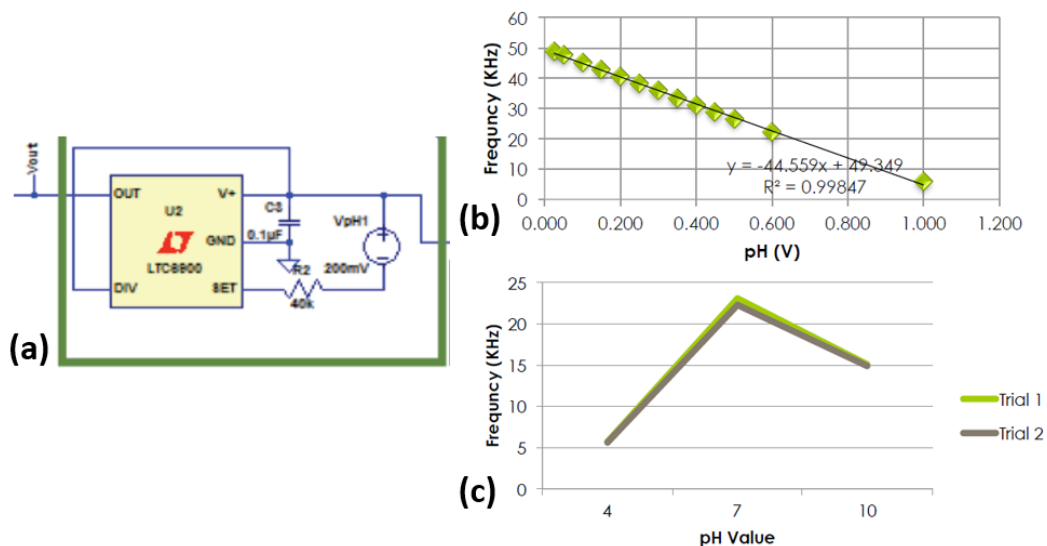 (a)
Vout
OUT
V+
U2
C3
0.1µF
GND
LTC6900
VpH1
200mV
R2
40k
DIV
SET
(b)
Frequncy (KHz)
60
50
40
30
20
10
0
y = -44.559x + 49.349
R² = 0.99847
0.000 0.200 0.400 0.600 0.800 1.000 1.200
pH (V)
(c)
Frequncy (KHz)
25
20
15
10
5
0
4 7 10
pH Value
Trial 1
Trial 2